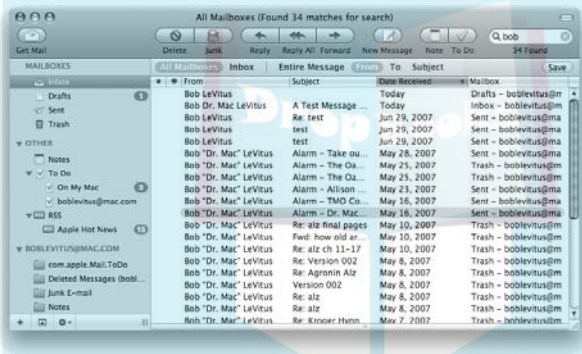 All Mailboxes (Found 34 matches for search)
bob
Get Mail Delete Junk Reply Reply All Forward New Message Note To Do 34 Found
MAILBOXES All Mailboxes Inbox Entire Message From To Subject Save
Inbox
Drafts
Sent
Trash
OTHER
Notes
To Do
On My Mac
boblevitus@mac.com
RSS
Apple Hot News
BOBLEVITUS@MAC.COM
com.apple.Mail.ToDo
Deleted Messages (bobl...
Junk E-mail
Notes
From Subject Date Received Mailbox
Bob LeVitus Today Drafts - boblevitus@m
Bob Dr. Mac LeVitus A Test Message ... Today Inbox - boblevitus@m
Bob LeVitus Re: test Jun 29, 2007 Sent - boblevitus@ma
Bob LeVitus test Jun 29, 2007 Sent - boblevitus@ma
Bob LeVitus test Jun 29, 2007 Sent - boblevitus@ma
Bob "Dr. Mac" LeVitus Alarm - Take ou... May 28, 2007 Sent - boblevitus@ma
Bob "Dr. Mac" LeVitus Alarm - The Oa... May 25, 2007 Trash - boblevitus@m
Bob "Dr. Mac" LeVitus Alarm - The Oa... May 25, 2007 Sent - boblevitus@ma
Bob "Dr. Mac" LeVitus Alarm - Allison ... May 23, 2007 Sent - boblevitus@ma
Bob "Dr. Mac" LeVitus Alarm - TMO Co... May 16, 2007 Sent - boblevitus@ma
Bob "Dr. Mac" LeVitus Alarm - Dr. Mac... May 16, 2007 Sent - boblevitus@ma
Bob "Dr. Mac" LeVitus Re: alz final pages May 10, 2007 Trash - boblevitus@m
Bob "Dr. Mac" LeVitus Fwd: how old ar... May 10, 2007 Trash - boblevitus@m
Bob "Dr. Mac" LeVitus Re: alz ch 11-17 May 10, 2007 Trash - boblevitus@m
Bob "Dr. Mac" LeVitus Re: Version 002 May 8, 2007 Trash - boblevitus@m
Bob "Dr. Mac" LeVitus Re: Agronin Alz May 8, 2007 Trash - boblevitus@m
Bob "Dr. Mac" LeVitus Version 002 May 8, 2007 Trash - boblevitus@m
Bob "Dr. Mac" LeVitus Re: alz May 8, 2007 Trash - boblevitus@m
Bob "Dr. Mac" LeVitus Re: alz May 8, 2007 Trash - boblevitus@m
Bob "Dr. Mac" LeVitus May 7, 2007 Trash - boblevitus@m